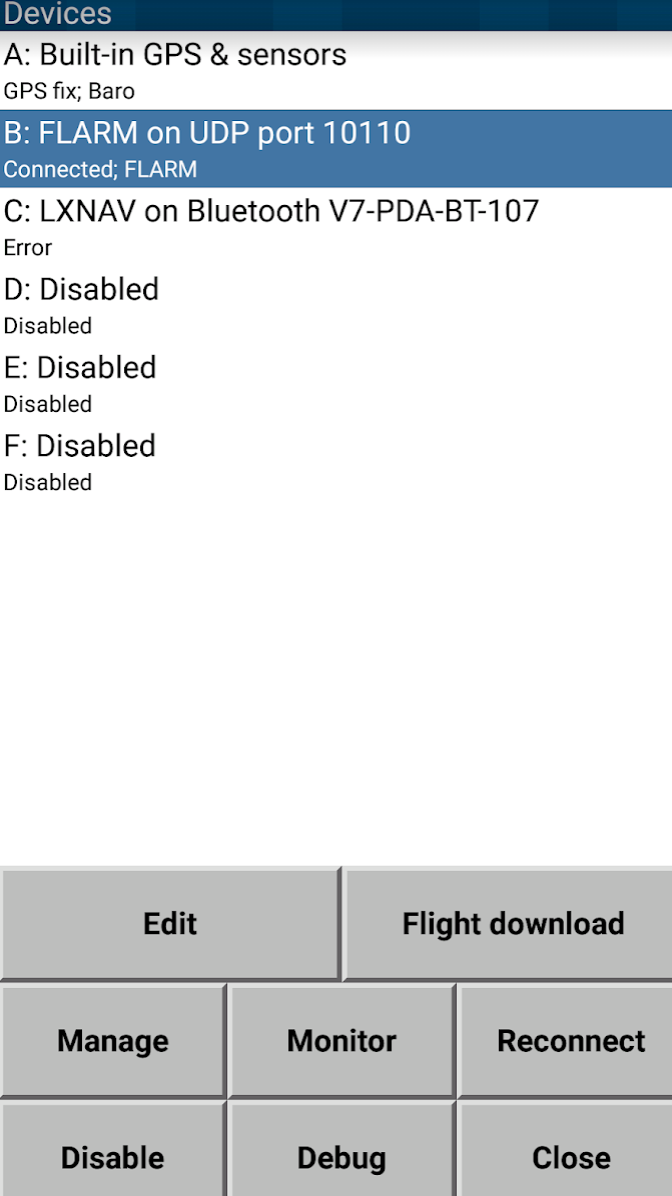 Devices
A: Built-in GPS & sensors
GPS fix; Baro
B: FLARM on UDP port 10110
Connected; FLARM
C: LXNAV on Bluetooth V7-PDA-BT-107
Error
D: Disabled
Disabled
E: Disabled
Disabled
F: Disabled
Disabled
Edit
Flight download
Manage
Monitor
Reconnect
Disable
Debug
Close